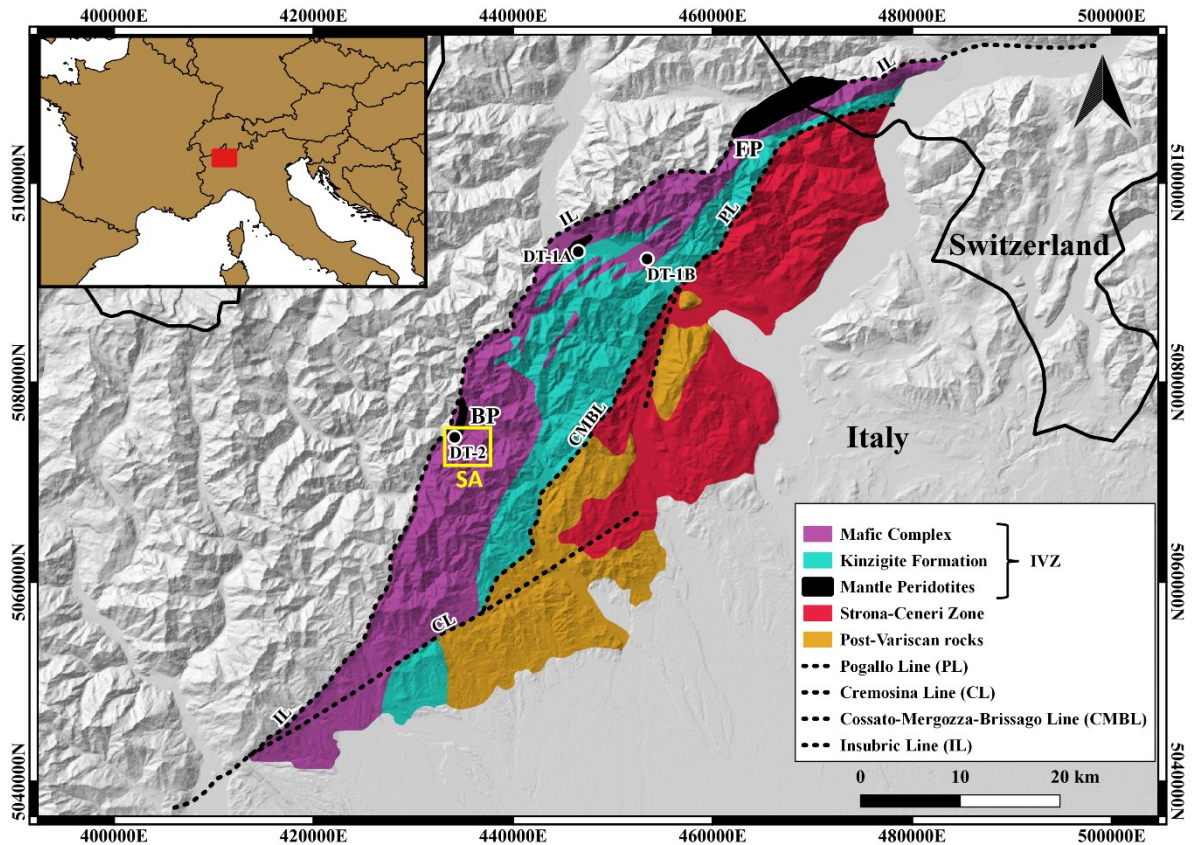 400000E 420000E 440000E 460000E 480000E 500000E
IL
FP
5100000N
5100000N
IL
PL
Switzerland
DT-1A
DT-1B
5080000N
5080000N
BP
CMBL
Italy
DT-2
SA
Mafic Complex
Kinzigite Formation
IVZ
Mantle Peridotites
5060000N
5060000N
Strona-Ceneri Zone
CL
Post-Variscan rocks
Pogallo Line (PL)
Cremosina Line (CL)
IL
Cossato-Mergozza-Brissago Line (CMBL)
Insubric Line (IL)
0 10 20 km
5040000N
5040000N
400000E 420000E 440000E 460000E 480000E 500000E